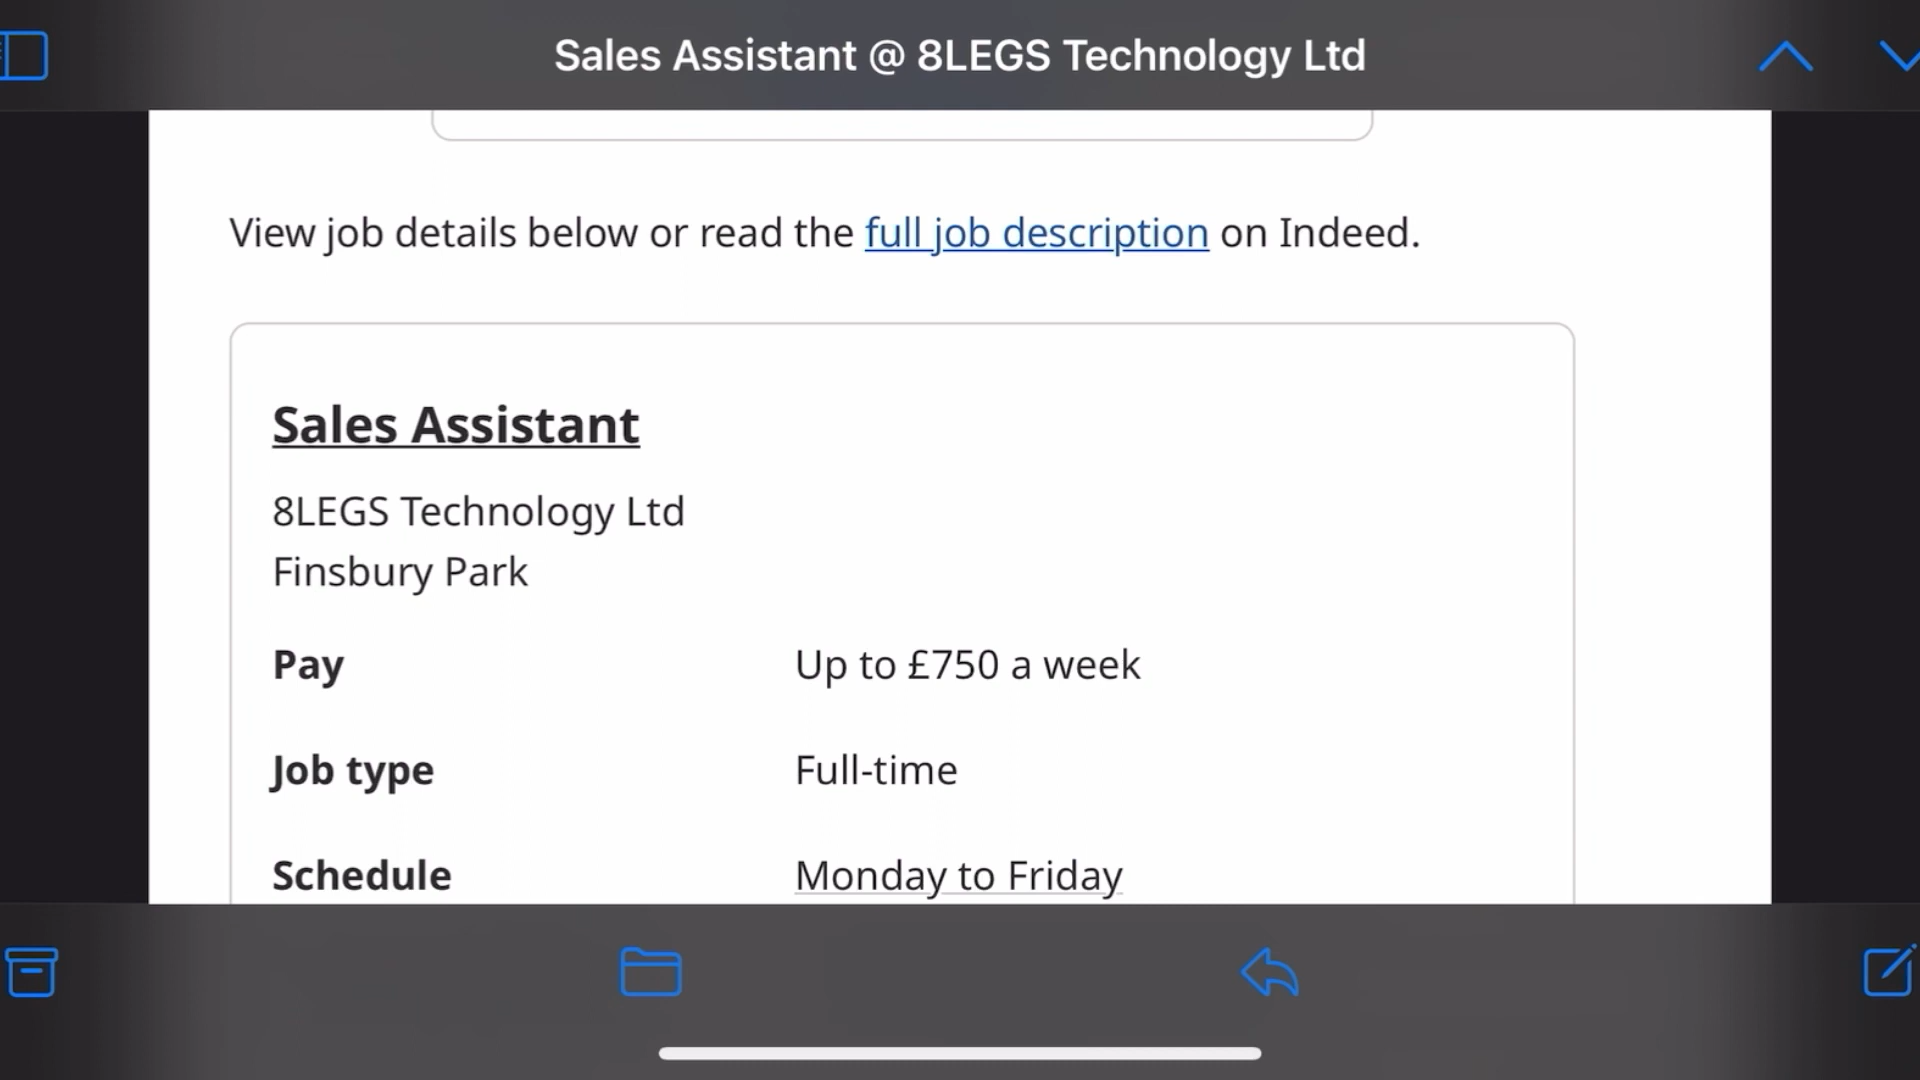 Sales Assistant @ 8LEGS Technology Ltd
View job details below or read the full job description on Indeed.
Sales Assistant
8LEGS Technology Ltd
Finsbury Park
Pay Up to £750 a week
Job type Full-time
Schedule Monday to Friday